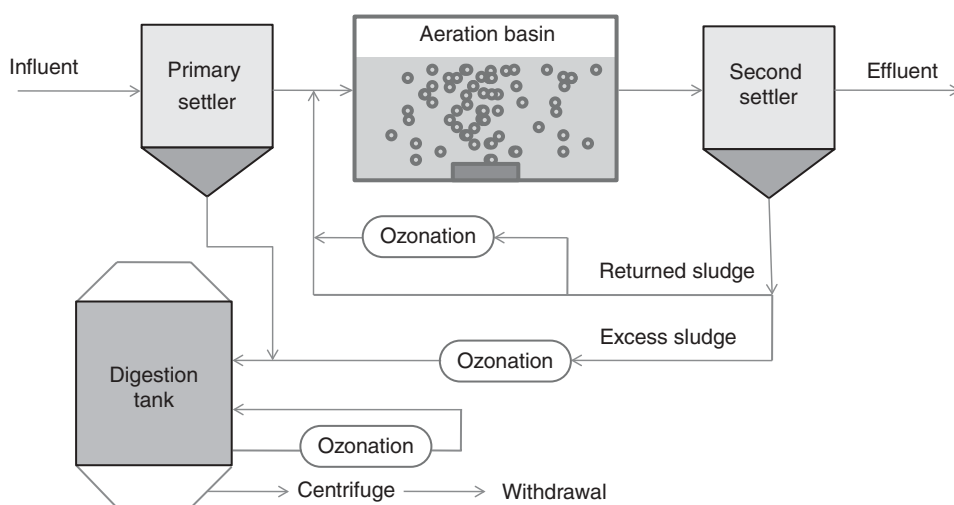 Influent
Primary
settler
Aeration basin
Second
settler
Effluent
Ozonation
Returned sludge
Excess sludge
Ozonation
Digestion
tank
Ozonation
Centrifuge
Withdrawal